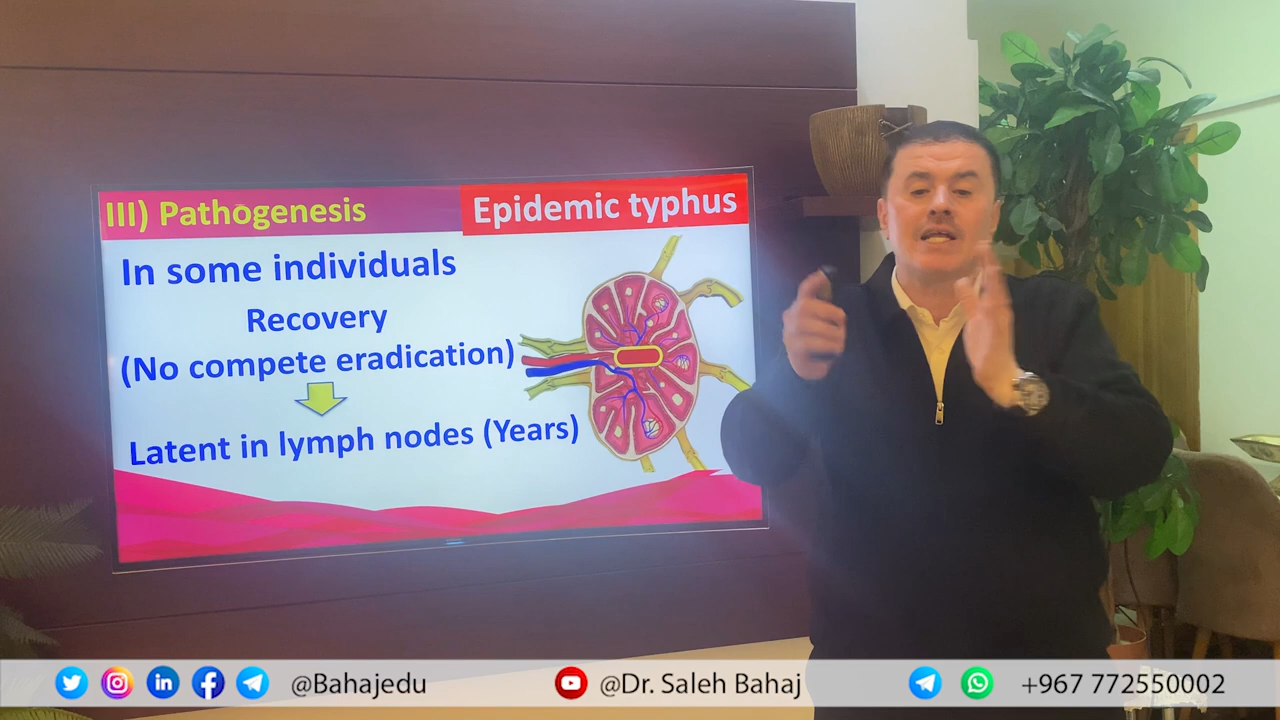 III) Pathogenesis
Epidemic typhus
In some individuals
Recovery
(No compete eradication)
Latent in lymph nodes (Years)
@Bahajedu
@Dr. Saleh Bahaj
+967 772550002